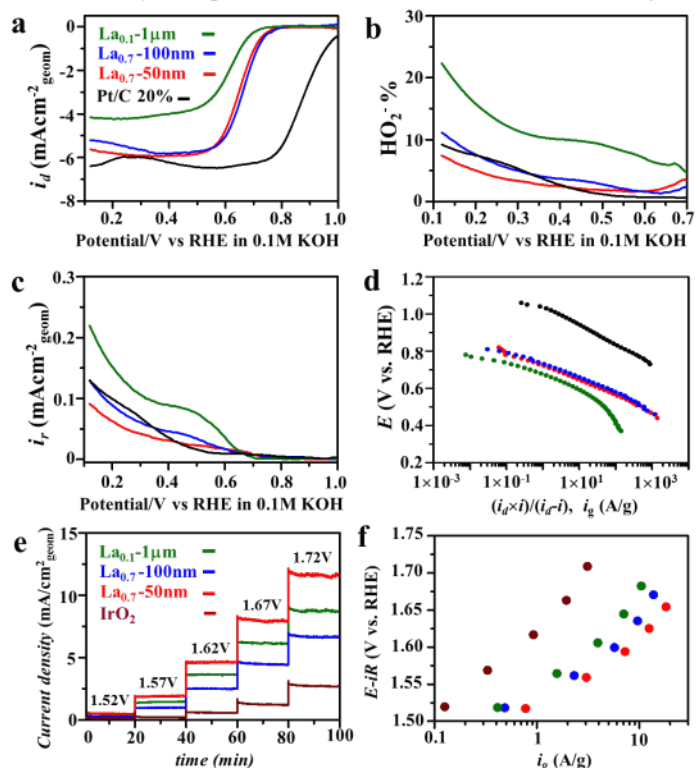 a
La0.1-1μm
La0.7-100nm
La0.7-50nm
Pt/C 20%
id (mAcm-2geom)
0
-2
-4
-6
-8
0.2 0.4 0.6 0.8 1.0
Potential/V vs RHE in 0.1M KOH
b
HO2- %
30
20
10
0
0.1 0.2 0.3 0.4 0.5 0.6 0.7
Potential/V vs RHE in 0.1M KOH
c
ir (mAcm-2geom)
0.3
0.2
0.1
0
0.2 0.4 0.6 0.8 1.0
Potential/V vs RHE in 0.1M KOH
d
E (V vs. RHE)
1.2
1.0
0.8
0.6
0.4
0.2
1×10-3 1×10-1 1×101 1×103
(id×i)/(id-i), ig (A/g)
e
La0.1-1μm
La0.7-100nm
La0.7-50nm
IrO2
Current density (mA/cm2geom)
15
10
5
0
1.52V
1.57V
1.62V
1.67V
1.72V
0 20 40 60 80 100
time (min)
f
E-iR (V vs. RHE)
1.75
1.70
1.65
1.60
1.55
1.50
0.1 1 10
ig (A/g)